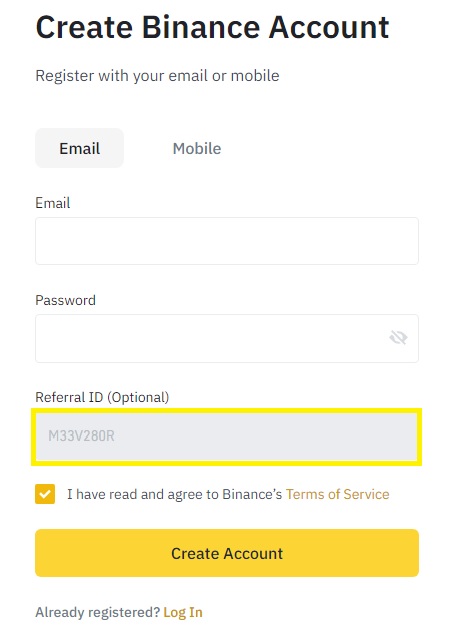 Create Binance Account
Register with your email or mobile
Email Mobile
Email
Password
Referral ID (Optional)
M33V280R
I have read and agree to Binance's Terms of Service
Create Account
Already registered? Log In